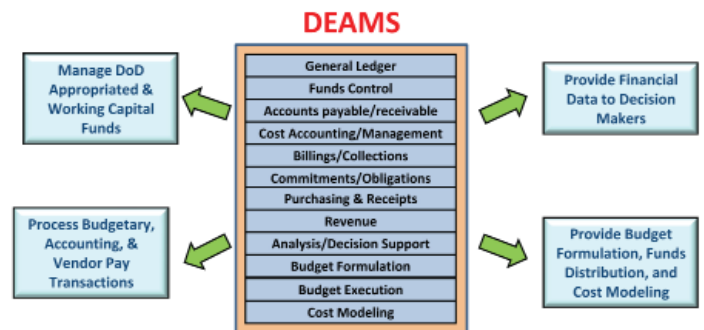 DEAMS
Manage DoD
Appropriated &
Working Capital
Funds
Process Budgetary,
Accounting, &
Vendor Pay
Transactions
General Ledger
Funds Control
Accounts payable/receivable
Cost Accounting/Management
Billings/Collections
Commitments/Obligations
Purchasing & Receipts
Revenue
Analysis/Decision Support
Budget Formulation
Budget Execution
Cost Modeling
Provide Financial
Data to Decision
Makers
Provide Budget
Formulation, Funds
Distribution, and
Cost Modeling